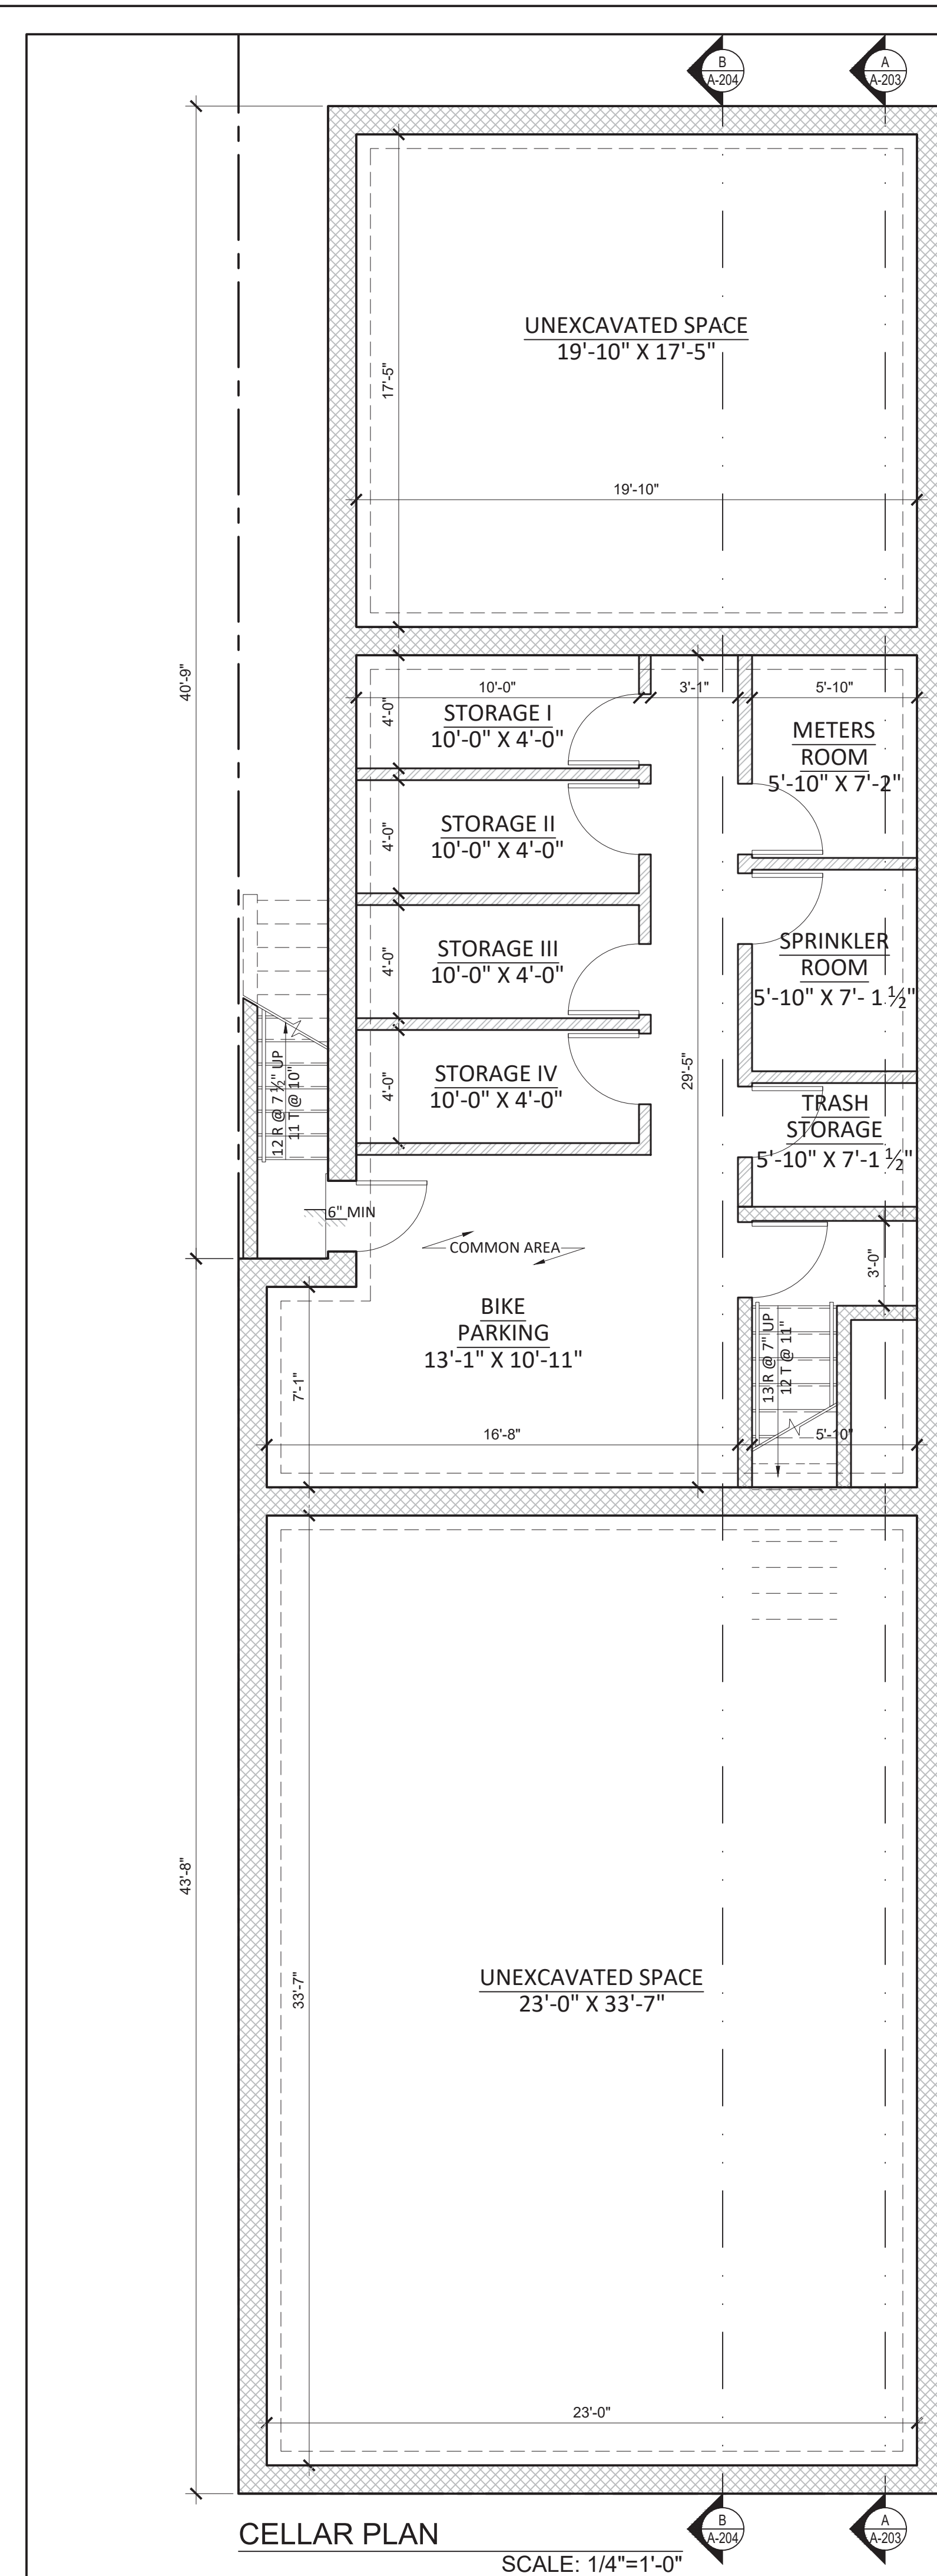 B
A-204
A
A-203
UNEXCAVATED SPACE
19'-10" X 17'-5"
17'-5"
19'-10"
40'-9"
10'-0"
3'-1"
5'-10"
4'-0"
STORAGE I
10'-0" X 4'-0"
METERS
ROOM
5'-10" X 7'-2"
4'-0"
STORAGE II
10'-0" X 4'-0"
4'-0"
STORAGE III
10'-0" X 4'-0"
SPRINKLER
ROOM
5'-10" X 7'- 1 ½"
4'-0"
STORAGE IV
10'-0" X 4'-0"
29'-5"
12 R @ 7 ½" UP
11 T @ 10"
TRASH
STORAGE
5'-10" X 7'-1 ½"
6" MIN
COMMON AREA
3'-0"
BIKE
PARKING
13'-1" X 10'-11"
13 R @ 7" UP
12 T @ 11"
7'-1"
16'-8"
5'-10"
43'-8"
33'-7"
UNEXCAVATED SPACE
23'-0" X 33'-7"
23'-0"
CELLAR PLAN
SCALE: 1/4"=1'-0"
B
A-204
A
A-203